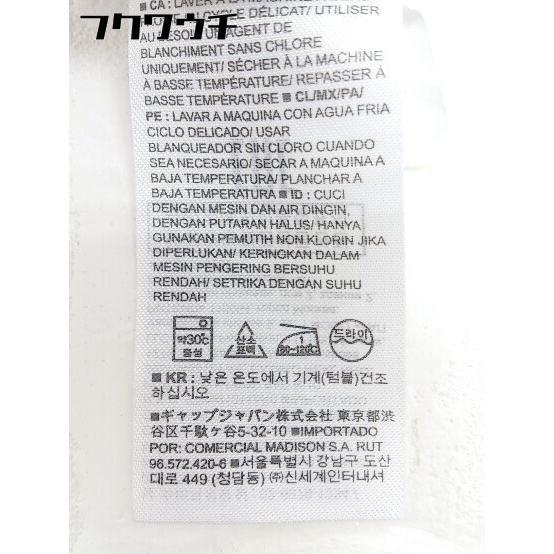 フクワウチ
■ CA : LAVER À LA
CYCLE DÉLICAT/ UTILISER
AU BESOIN
AGENT DE
BLANCHIMENT SANS CHLORE
UNIQUEMENT/ SÉCHER À LA MACHINE
À BASSE TEMPÉRATURE/ REPASSER À
BASSE TEMPÉRATURE ■ CL/MX/PA/
PE : LAVAR A MAQUINA CON AGUA FRIA
CICLO DELICADO/ USAR
BLANQUEADOR SIN CLORO CUANDO
SEA NECESARIO/ SECAR A MAQUINA A
BAJA TEMPERATURA/ PLANCHAR A
BAJA TEMPERATURA ■ ID : CUCI
DENGAN MESIN DAN AIR DINGIN,
DENGAN PUTARAN HALUS/ HANYA
GUNAKAN PEMUTIH NON KLORIN JIKA
DIPERLUKAN/ KERINGKAN DALAM
MESIN PENGERING BERSUHU
RENDAH/ SETRIKA DENGAN SUHU
RENDAH
약30℃ 중성
산소 표백
1 80~120℃
드라이
■ KR : 낮은 온도에서 기계(텀블)건조
하십시오
■ギャップジャパン株式会社 東京都渋
谷区千駄ヶ谷5-32-10 ■IMPORTADO
POR: COMERCIAL MADISON S.A. RUT
96.572.420-6 ■서울특별시 강남구 도산
대로 449 (청담동) ㈜신세계인터내셔